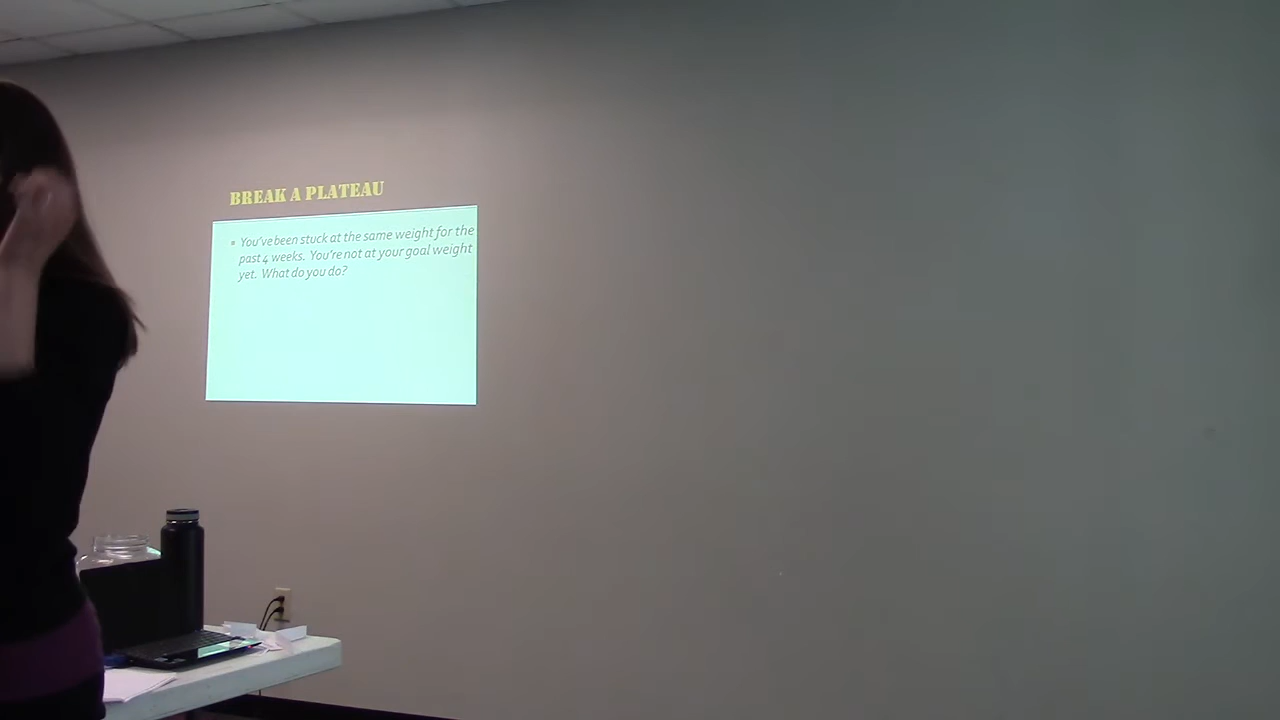 BREAK A PLATEAU
▪ You've been stuck at the same weight for the
past 4 weeks. You're not at your goal weight
yet. What do you do?